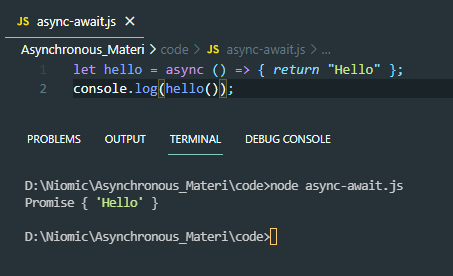 JS async-await.js ×
Asynchronous_Materi > code > JS async-await.js > ...
1 let hello = async () => { return "Hello" };
2 console.log(hello());
PROBLEMS OUTPUT TERMINAL DEBUG CONSOLE
D:\Niomic\Asynchronous_Materi\code>node async-await.js
Promise { 'Hello' }
D:\Niomic\Asynchronous_Materi\code>